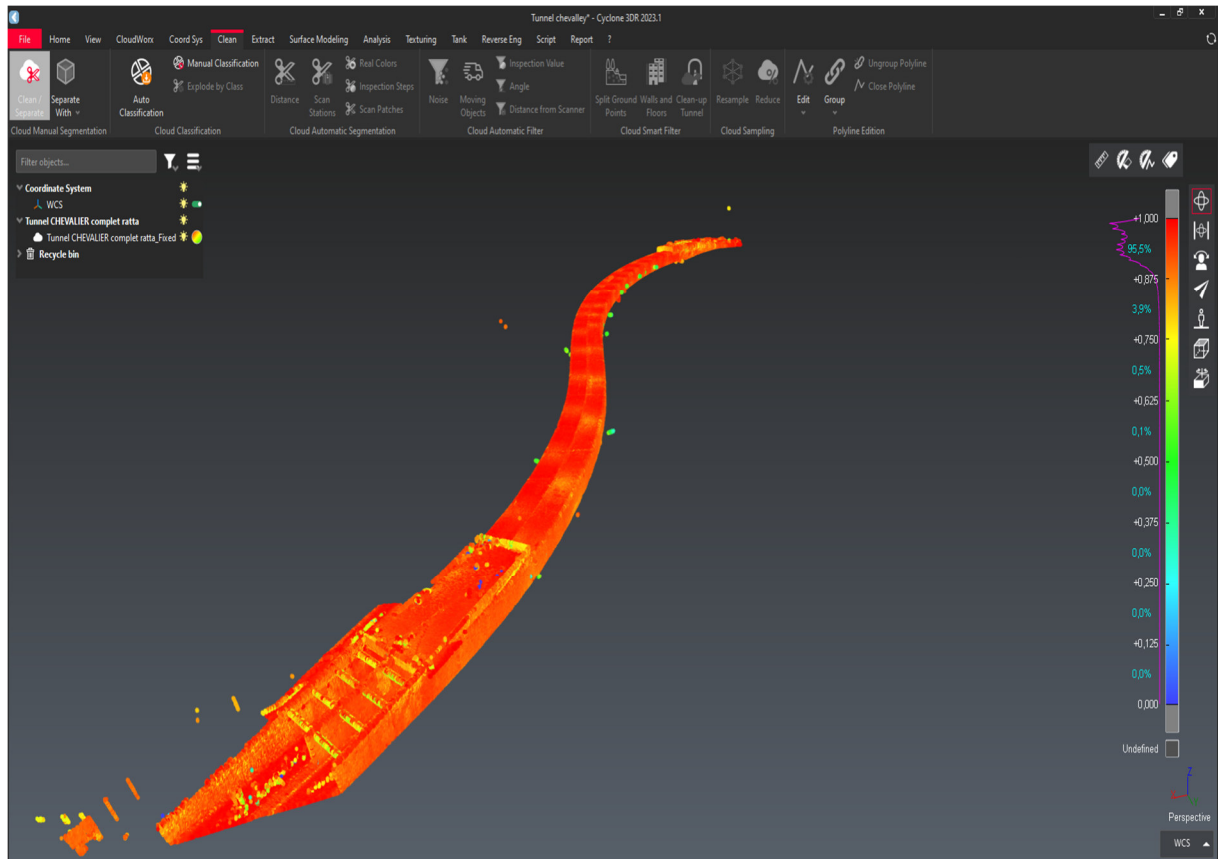 Tunnel chevalley* - Cyclone 3DR 2023.1
File Home View CloudWorx Coord Sys Clean Extract Surface Modeling Analysis Texturing Tank Reverse Eng Script Report ?
Clean / Separate
Separate With
Cloud Manual Segmentation
Auto Classification
Manual Classification
Explode by Class
Cloud Classification
Distance
Scan Stations
Real Colors
Inspection Steps
Scan Patches
Cloud Automatic Segmentation
Noise
Moving Objects
Inspection Value
Angle
Distance from Scanner
Cloud Automatic Filter
Split Ground Points
Walls and Floors
Clean-up Tunnel
Cloud Smart Filter
Resample
Reduce
Cloud Sampling
Edit
Group
Ungroup Polyline
Close Polyline
Polyline Edition
Filter objects...
Coordinate System
WCS
Tunnel CHEVALIER complet ratta
Tunnel CHEVALIER complet ratta_Fixed
Recycle bin
+1,000
95,5%
+0,875
3,9%
+0,750
0,5%
+0,625
0,1%
+0,500
0,0%
+0,375
0,0%
+0,250
0,0%
+0,125
0,0%
0,000
Undefined
Z
Perspective
WCS